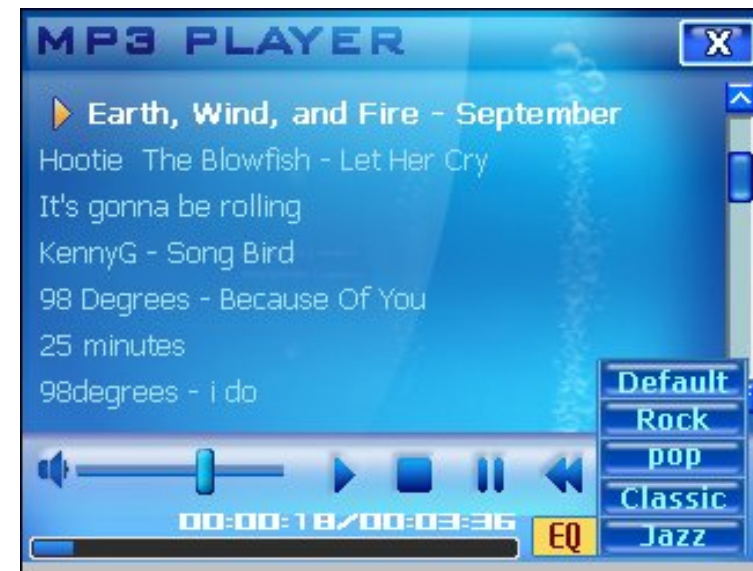 MP3 PLAYER X
Earth, Wind, and Fire - September
Hootie The Blowfish - Let Her Cry
It's gonna be rolling
KennyG - Song Bird
98 Degrees - Because Of You
25 minutes
98degrees - i do
Default
Rock
pop
Classic
Jazz
00:00:18/00:03:36
EQ